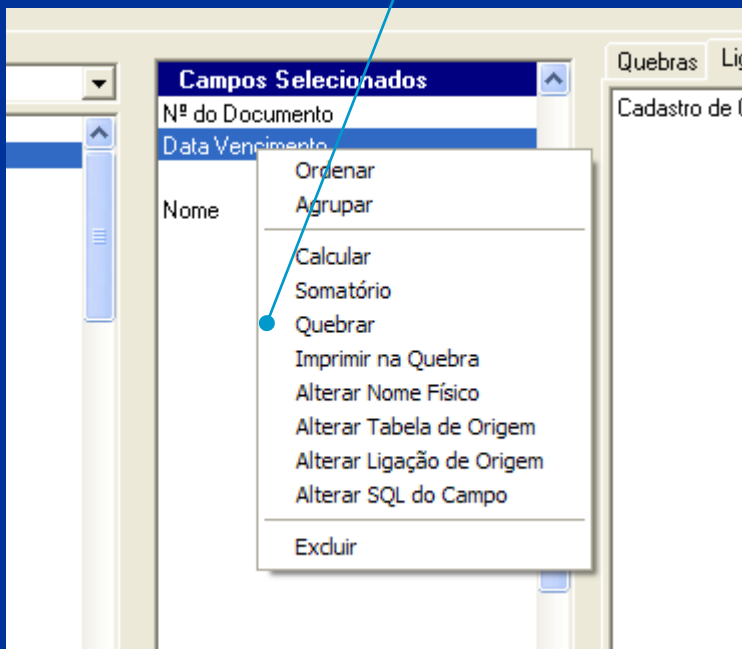 Campos Selecionados
Nº do Documento
Data Vencimento
Nome
Ordenar
Agrupar
Calcular
Somatório
Quebrar
Imprimir na Quebra
Alterar Nome Físico
Alterar Tabela de Origem
Alterar Ligação de Origem
Alterar SQL do Campo
Excluir
Quebras
Cadastro de